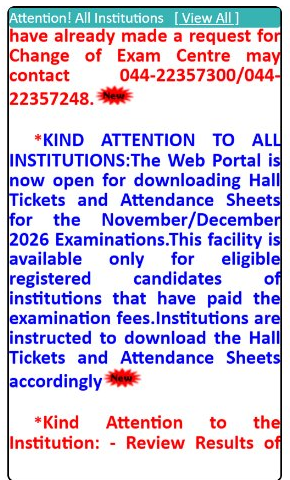 Attention! All Institutions [ View All ]
have already made a request for
Change of Exam Centre may
contact 044-22357300/044-
22357248. New
*KIND ATTENTION TO ALL
INSTITUTIONS:The Web Portal is
now open for downloading Hall
Tickets and Attendance Sheets
for the November/December
2026 Examinations.This facility is
available only for eligible
registered candidates of
institutions that have paid the
examination fees.Institutions are
instructed to download the Hall
Tickets and Attendance Sheets
accordingly New
*Kind Attention to the
Institution: - Review Results of